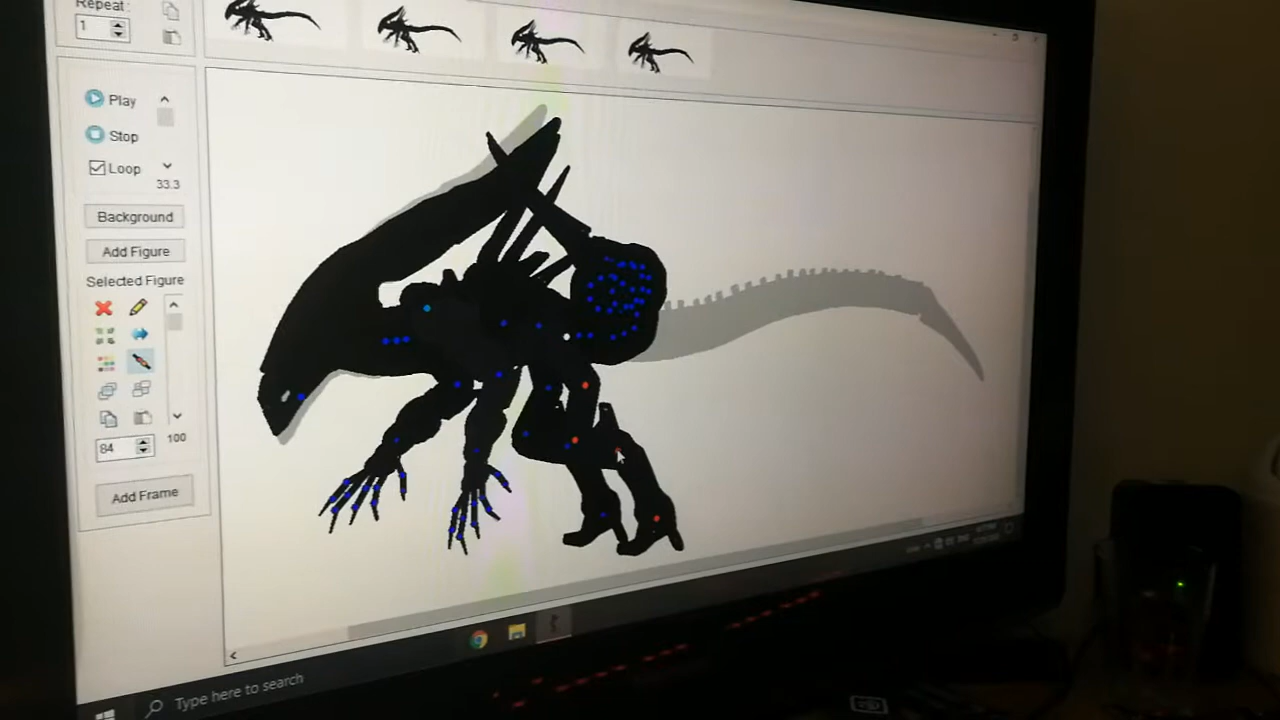 Repeat:
1
Play
Stop
Loop
33.3
Background
Add Figure
Selected Figure
84
100
Add Frame
Type here to search